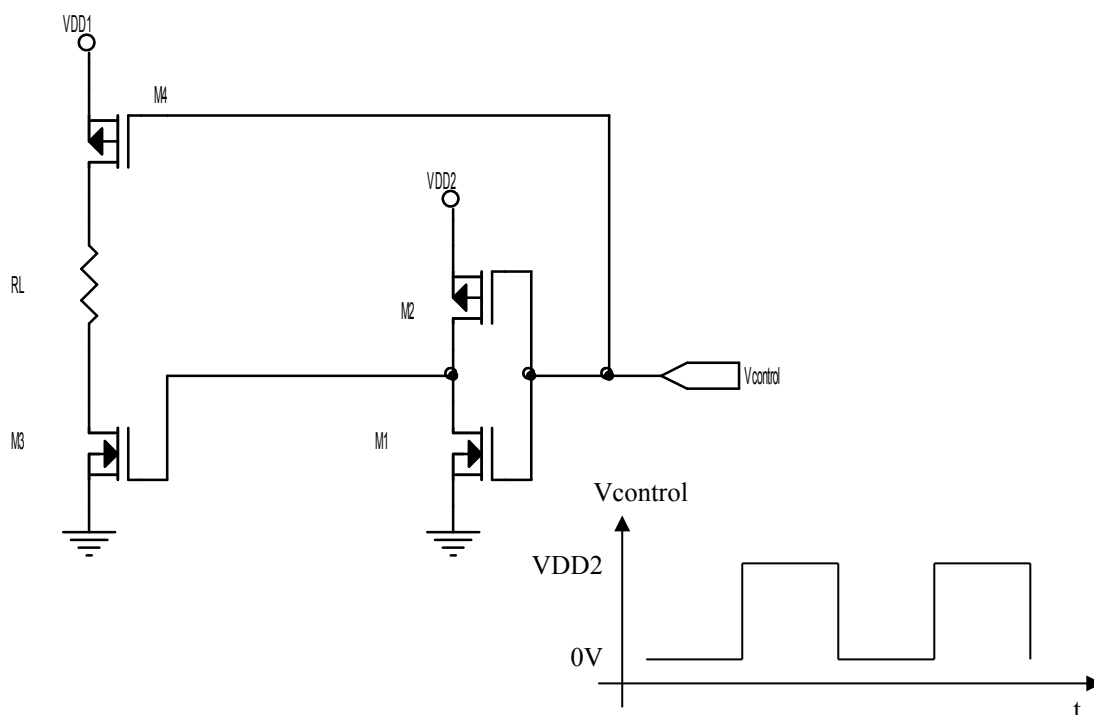 VDD1
M4
VDD2
RL
M2
Vcontrol
M3
M1
Vcontrol
VDD2
0V
t